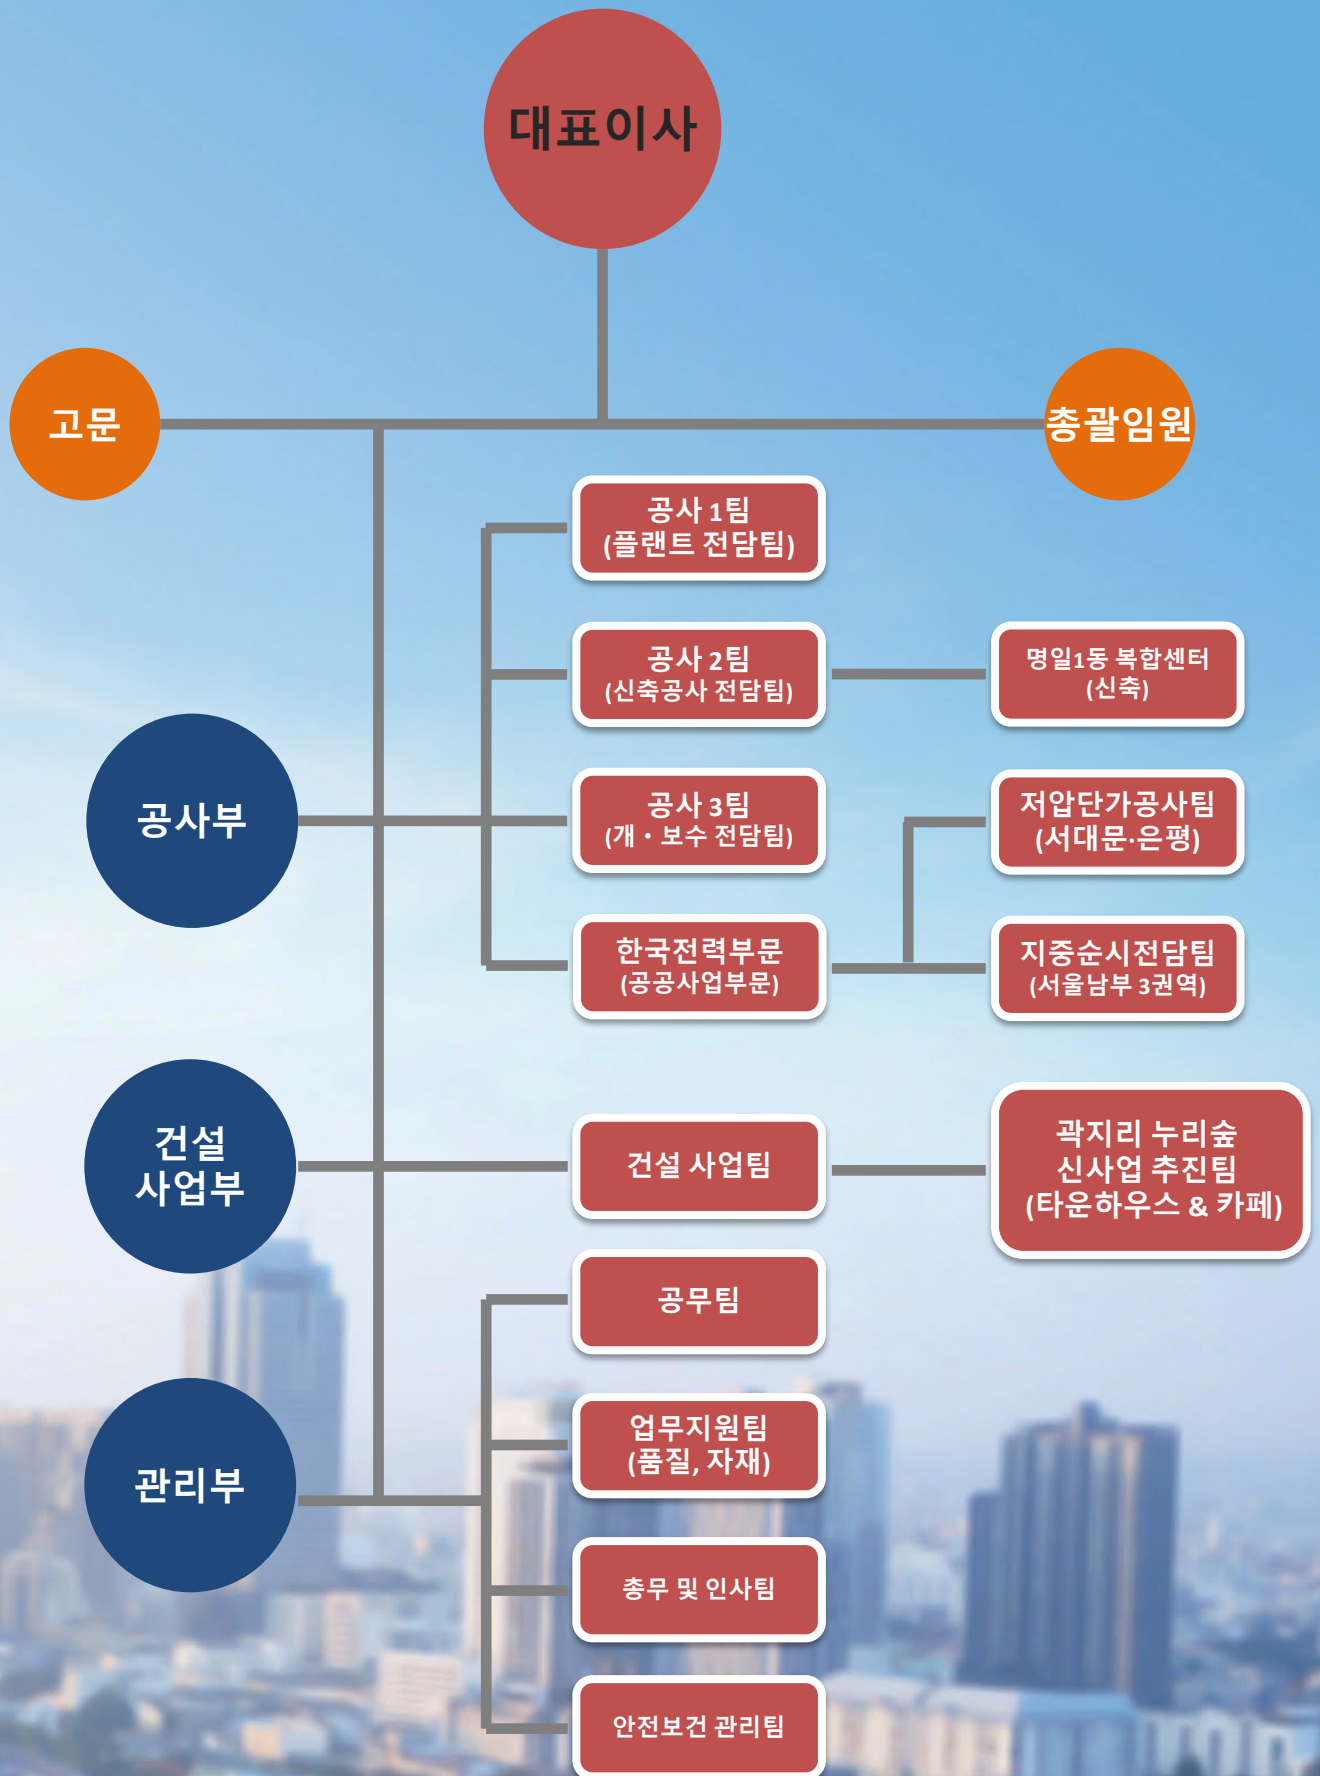 대표이사
고문
총괄임원
공사부
공사 1팀
(플랜트 전담팀)
공사 2팀
(신축공사 전담팀)
명일1동 복합센터
(신축)
공사 3팀
(개・보수 전담팀)
한국전력부문
(공공사업부문)
저압단가공사팀
(서대문·은평)
지중순시전담팀
(서울남부 3권역)
건설
사업부
건설 사업팀
곽지리 누리숲
신사업 추진팀
(타운하우스 & 카페)
관리부
공무팀
업무지원팀
(품질, 자재)
총무 및 인사팀
안전보건 관리팀